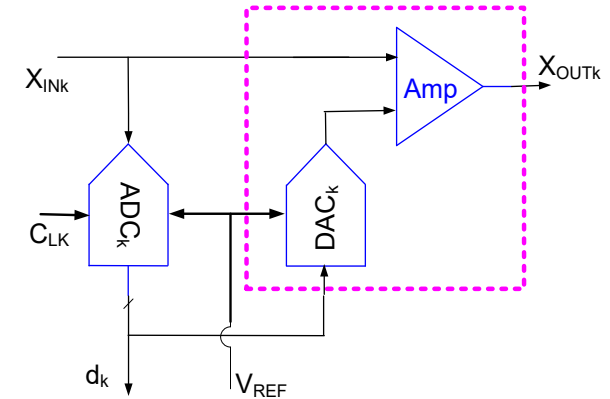 X_INk
Amp
X_OUTk
ADC_k
DAC_k
C_LK
d_k
V_REF